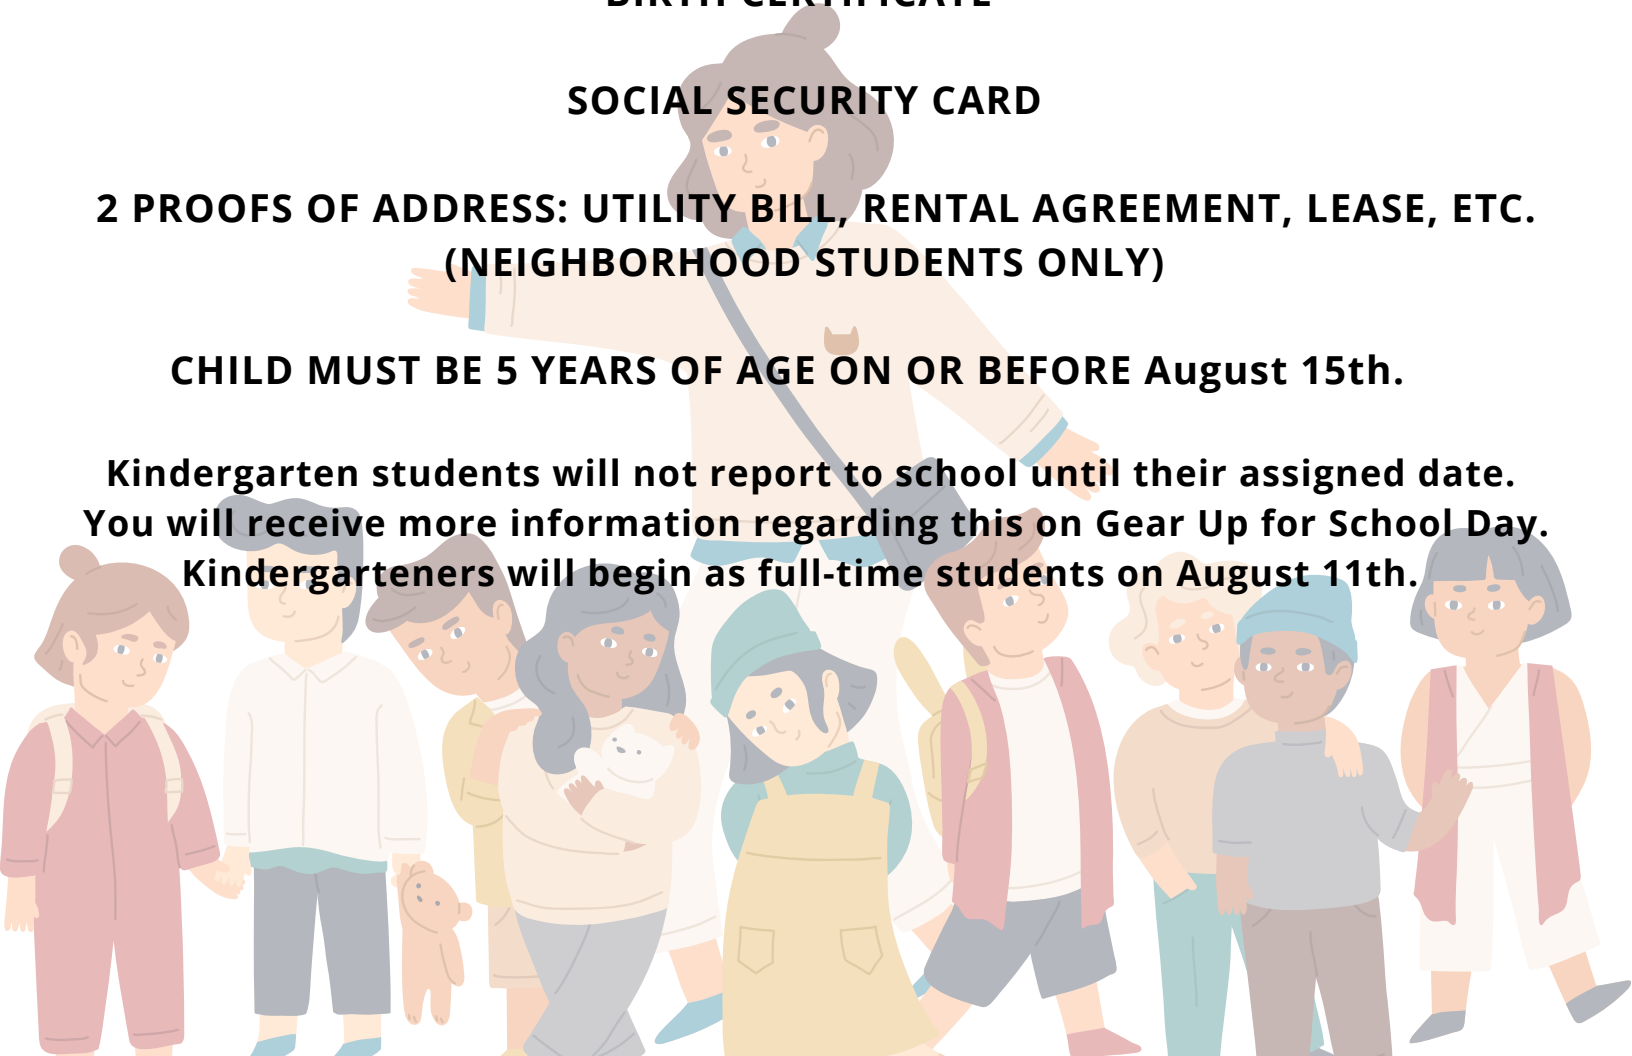 BIRTH CERTIFICATE
SOCIAL SECURITY CARD
2 PROOFS OF ADDRESS: UTILITY BILL, RENTAL AGREEMENT, LEASE, ETC.
(NEIGHBORHOOD STUDENTS ONLY)
CHILD MUST BE 5 YEARS OF AGE ON OR BEFORE August 15th.
Kindergarten students will not report to school until their assigned date.
You will receive more information regarding this on Gear Up for School Day.
Kindergarteners will begin as full-time students on August 11th.